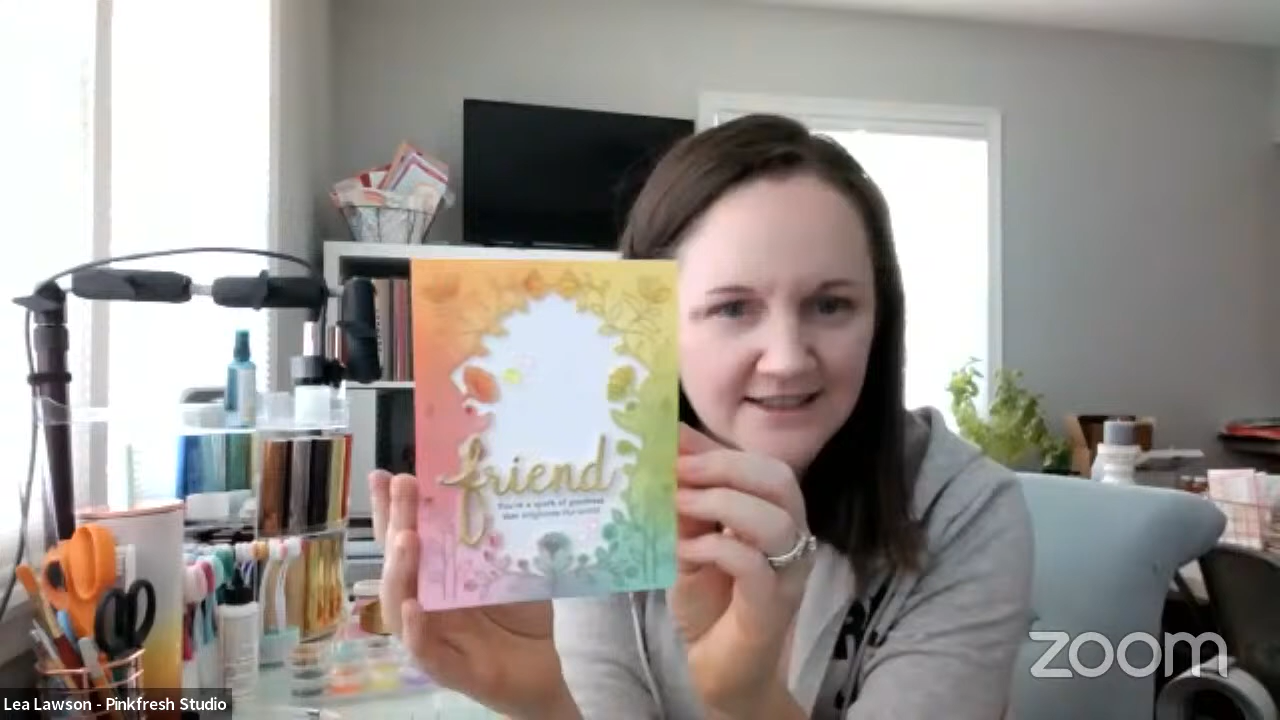 friend
You're a spark of goodness
that brightens the world
zoom
Lea Lawson - Pinkfresh Studio